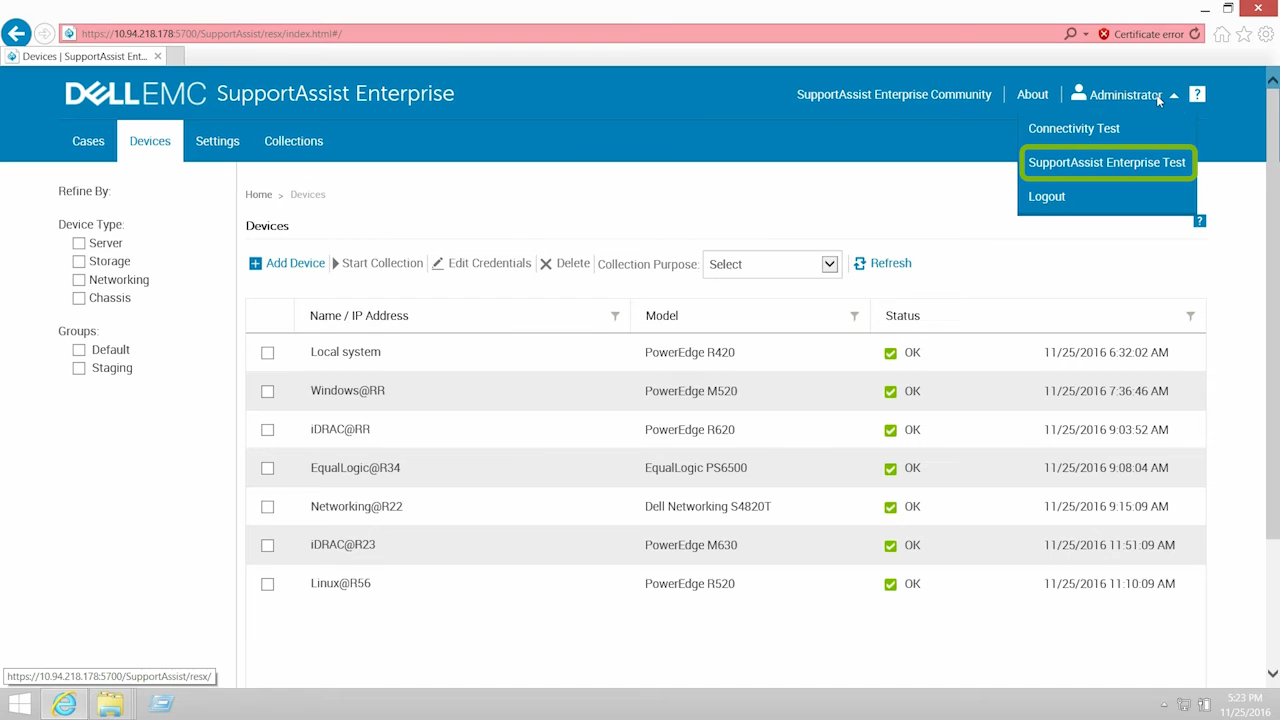 https://10.94.218.178:5700/SupportAssist/resx/index.html#/
Certificate error
Devices | SupportAssist Ent...
DELLEMC SupportAssist Enterprise
SupportAssist Enterprise Community
About
Administrator
?
Cases
Devices
Settings
Collections
Connectivity Test
SupportAssist Enterprise Test
Logout
?
Refine By:
Device Type:
Server
Storage
Networking
Chassis
Groups:
Default
Staging
Home > Devices
Devices
Add Device
Start Collection
Edit Credentials
Delete
Collection Purpose:
Select
Refresh
Name / IP Address Model Status
Local system PowerEdge R420 OK 11/25/2016 6:32:02 AM
Windows@RR PowerEdge M520 OK 11/25/2016 7:36:46 AM
iDRAC@RR PowerEdge R620 OK 11/25/2016 9:03:52 AM
EqualLogic@R34 EqualLogic PS6500 OK 11/25/2016 9:08:04 AM
Networking@R22 Dell Networking S4820T OK 11/25/2016 9:15:09 AM
iDRAC@R23 PowerEdge M630 OK 11/25/2016 11:51:09 AM
Linux@R56 PowerEdge R520 OK 11/25/2016 11:10:09 AM
https://10.94.218.178:5700/SupportAssist/resx/
5:23 PM
11/25/2016